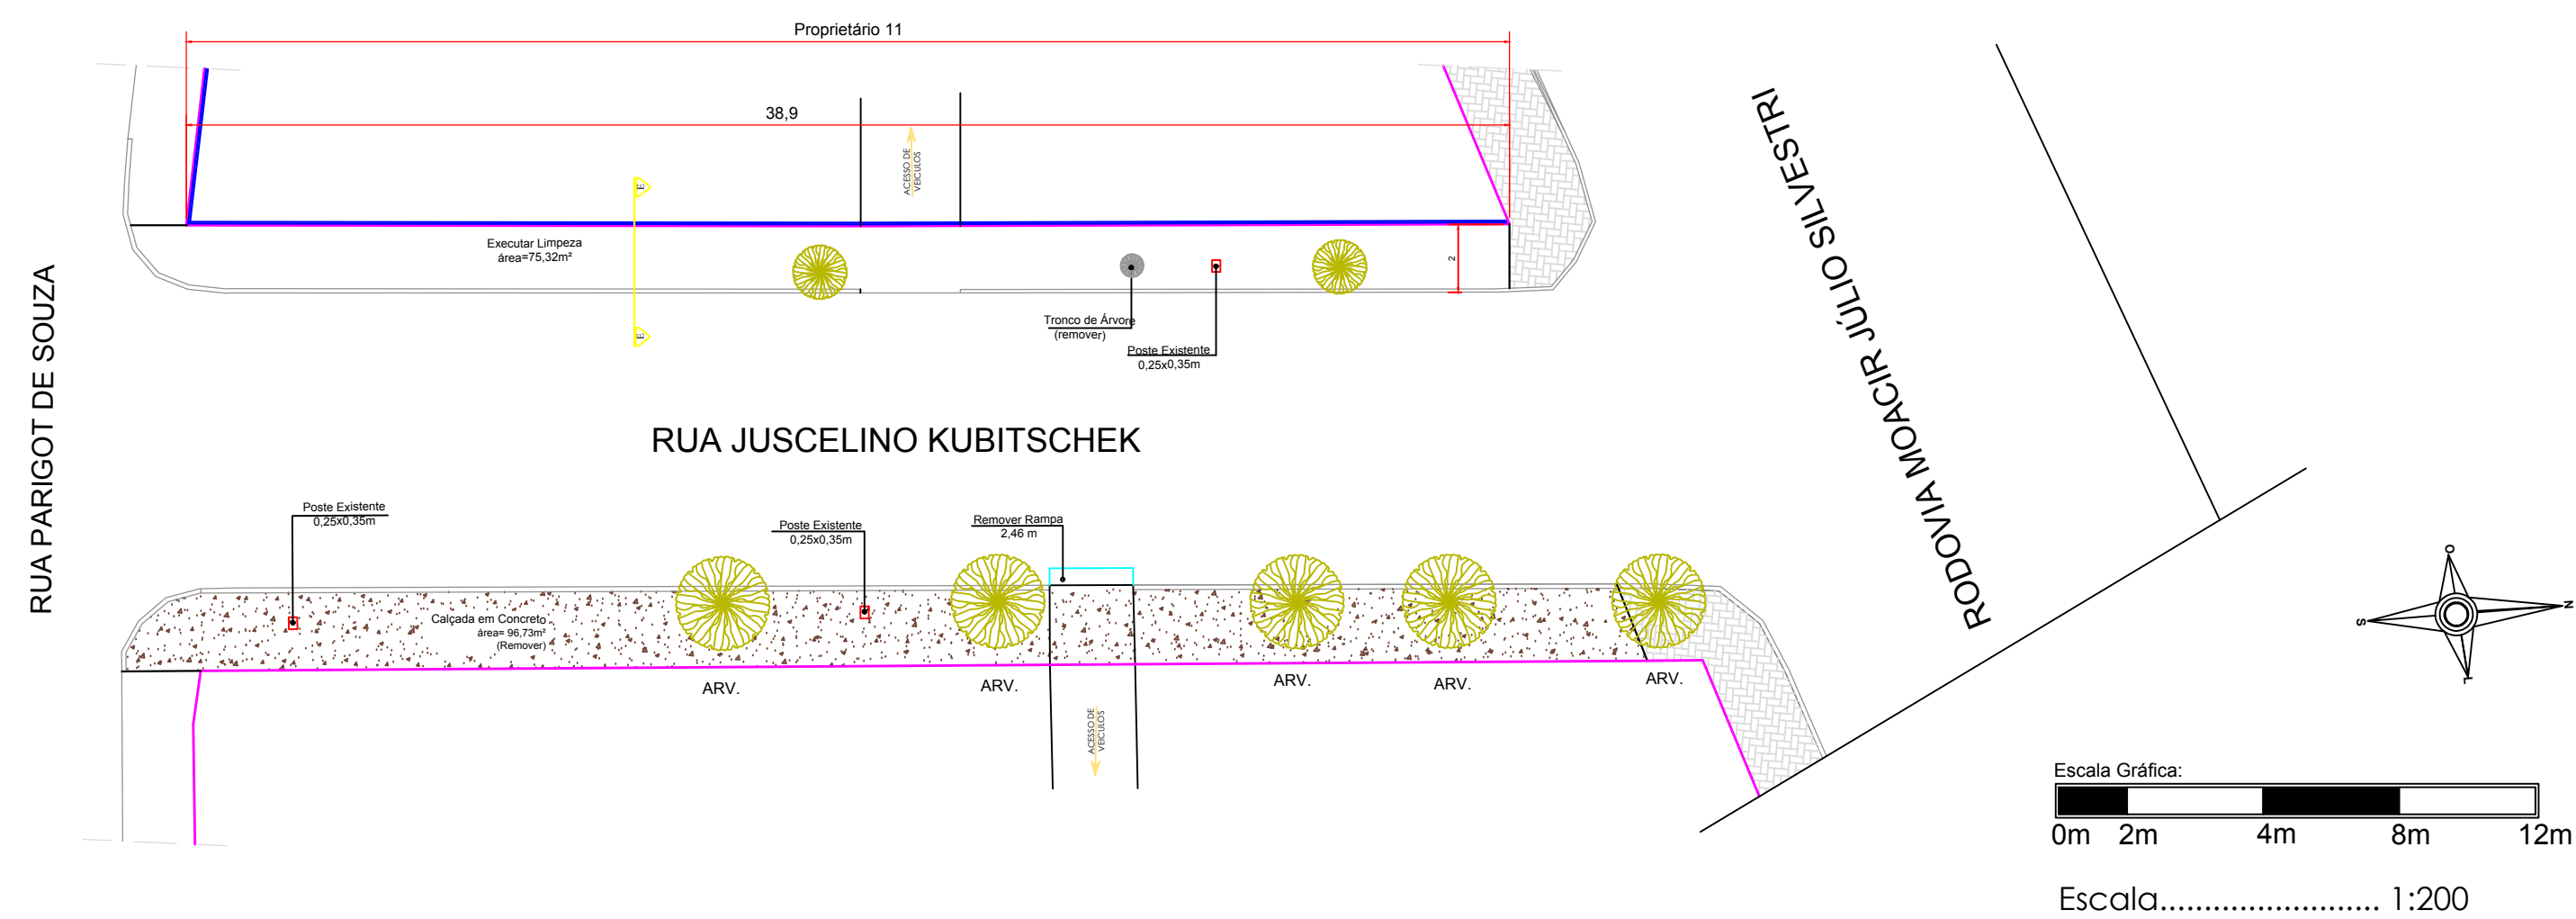 Proprietário 11
38,9
ACESSO DE
VEICULOS
E
Executar Limpeza
área=75,32m²
2
E
Tronco de Árvore
(remover)
Poste Existente
0,25x0,35m
RUA PARIGOT DE SOUZA
RUA JUSCELINO KUBITSCHEK
RODOVIA MOACIR JÚLIO SILVESTRI
Poste Existente
0,25x0,35m
Poste Existente
0,25x0,35m
Remover Rampa
2,46 m
Calçada em Concreto
área= 96,73m²
(Remover)
ARV.
ARV.
ARV.
ARV.
ARV.
ACESSO DE
VEICULOS
O
N
S
L
Escala Gráfica:
0m 2m 4m 8m 12m
Escala........................ 1:200